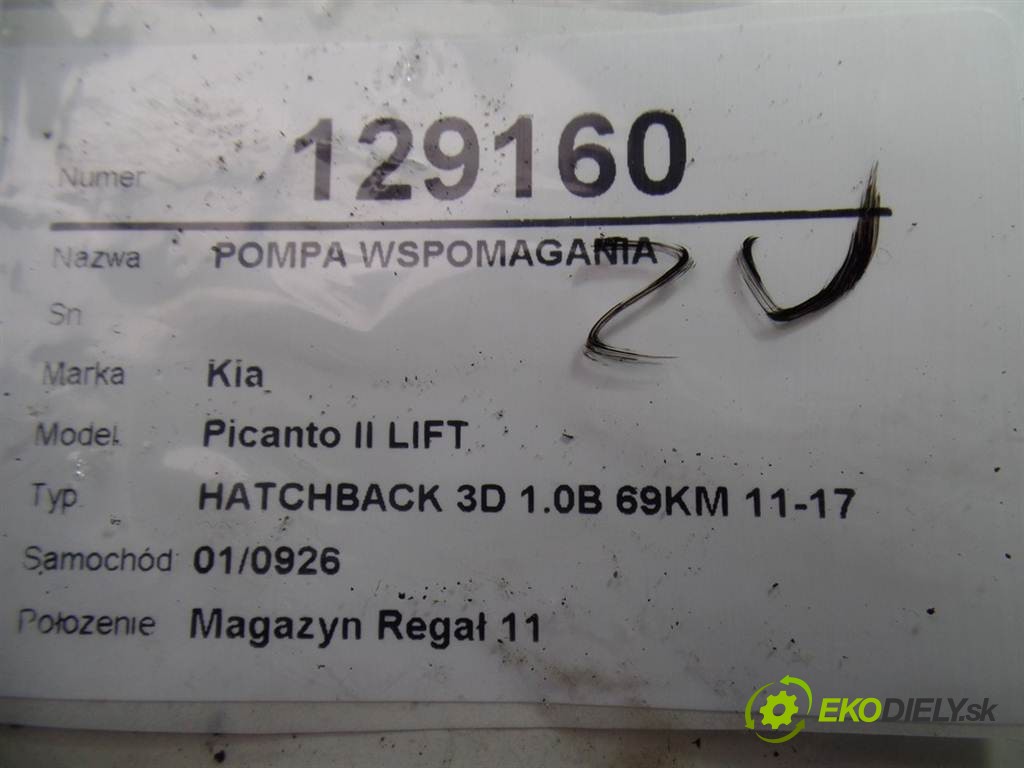 Numer 129160
Nazwa POMPA WSPOMAGANIA
Sn
Marka Kia
Model Picanto II LIFT
Typ HATCHBACK 3D 1.0B 69KM 11-17
Samochód 01/0926
Położenie Magazyn Regał 11
EKODIELY.sk